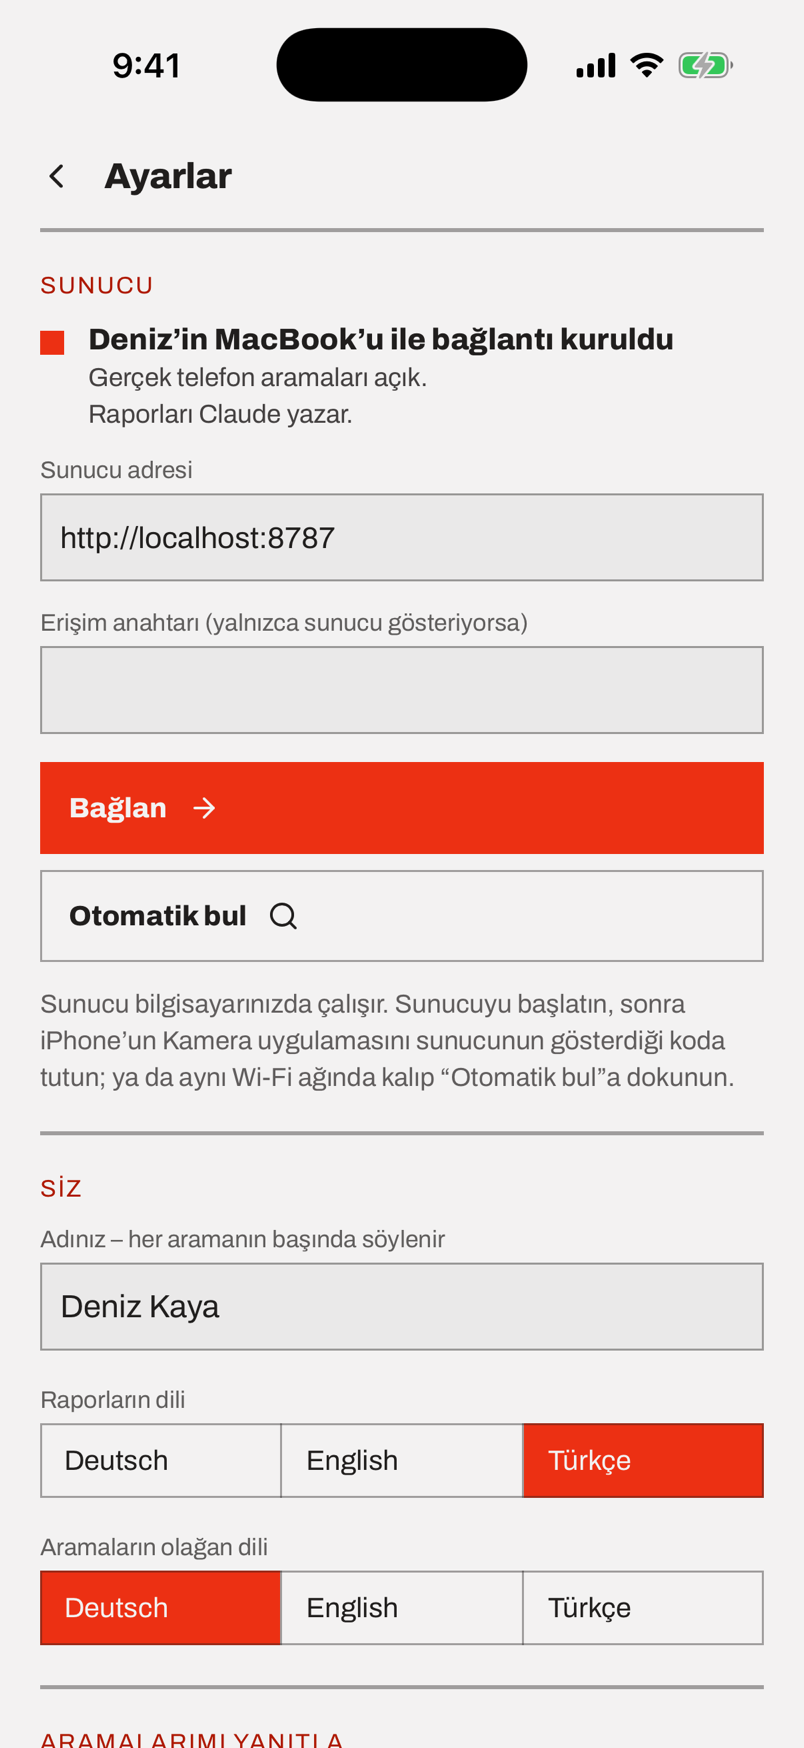 9:41
Ayarlar
SUNUCU
Deniz’in MacBook’u ile bağlantı kuruldu
Gerçek telefon aramaları açık.
Raporları Claude yazar.
Sunucu adresi
http://localhost:8787
Erişim anahtarı (yalnızca sunucu gösteriyorsa)
Bağlan
Otomatik bul
Sunucu bilgisayarınızda çalışır. Sunucuyu başlatın, sonra
iPhone’un Kamera uygulamasını sunucunun gösterdiği koda
tutun; ya da aynı Wi-Fi ağında kalıp “Otomatik bul”a dokunun.
SİZ
Adınız – her aramanın başında söylenir
Deniz Kaya
Raporların dili
Deutsch English Türkçe
Aramaların olağan dili
Deutsch English Türkçe
ARAMALARIMI YANITLA